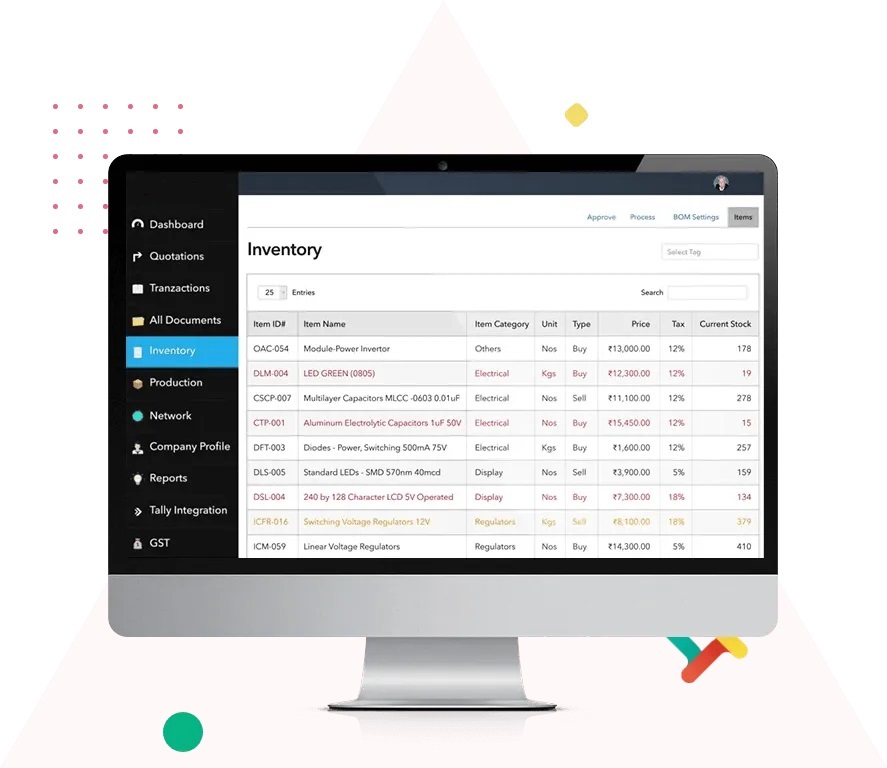 Approve Process BOM Settings Items
Dashboard
Quotations
Tranzactions
All Documents
Inventory
Production
Network
Company Profile
Reports
Tally Integration
GST
Inventory
Select Tag
25 Entries Search
Item ID# Item Name Item Category Unit Type Price Tax Current Stock
OAC-054 Module-Power Invertor Others Nos Buy ₹13,000.00 12% 178
DLM-004 LED GREEN (0805) Electrical Kgs Buy ₹12,300.00 12% 19
CSCP-007 Multilayer Capacitors MLCC -0603 0.01uF Electrical Nos Sell ₹11,100.00 12% 278
CTP-001 Aluminum Electrolytic Capacitors 1uF 50V Electrical Nos Buy ₹15,450.00 12% 15
DFT-003 Diodes - Power, Switching 500mA 75V Electrical Kgs Buy ₹1,600.00 12% 257
DLS-005 Standard LEDs - SMD 570nm 40mcd Display Nos Sell ₹3,900.00 5% 159
DSL-004 240 by 128 Character LCD 5V Operated Display Nos Buy ₹7,300.00 18% 134
ICFR-016 Switching Voltage Regulators 12V Regulators Kgs Sell ₹8,100.00 18% 379
ICM-059 Linear Voltage Regulators Regulators Nos Buy ₹14,300.00 5% 410